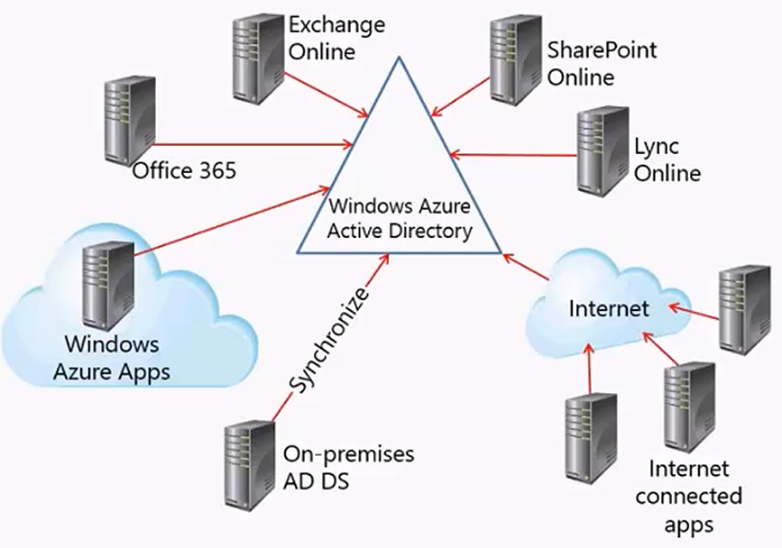 Exchange
Online
SharePoint
Online
Office 365
Lync
Online
Windows Azure
Active Directory
Windows
Azure Apps
Synchronize
Internet
On-premises
AD DS
Internet
connected
apps